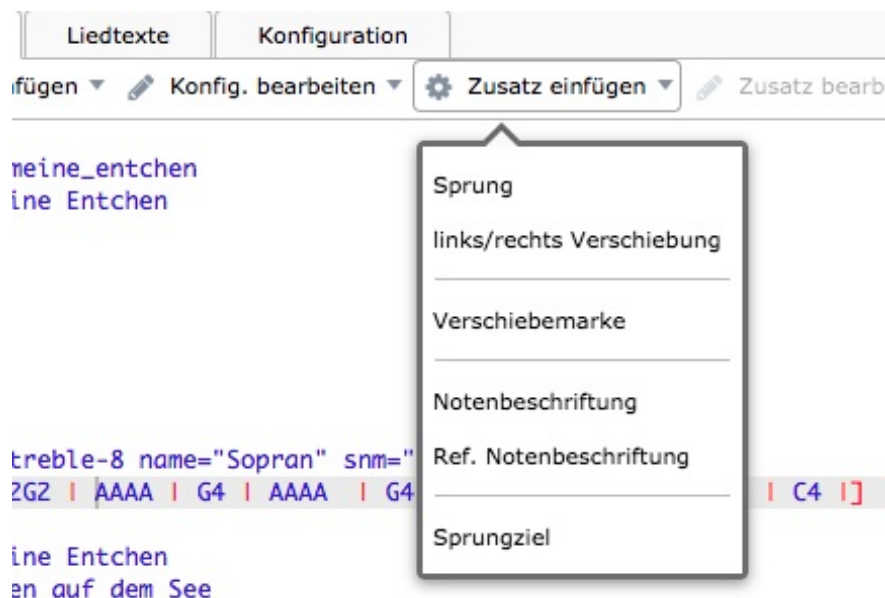 Liedtexte Konfiguration
fügen Konfig. bearbeiten Zusatz einfügen Zusatz bearb
meine_entchen
ine Entchen
Sprung
links/rechts Verschiebung
Verschiebemarke
Notenbeschriftung
treble-8 name="Sopran" snm=" Ref. Notenbeschriftung
2G2 | AAAA | G4 | AAAA | G4 | C4 |]
Sprungziel
ine Entchen
en auf dem See